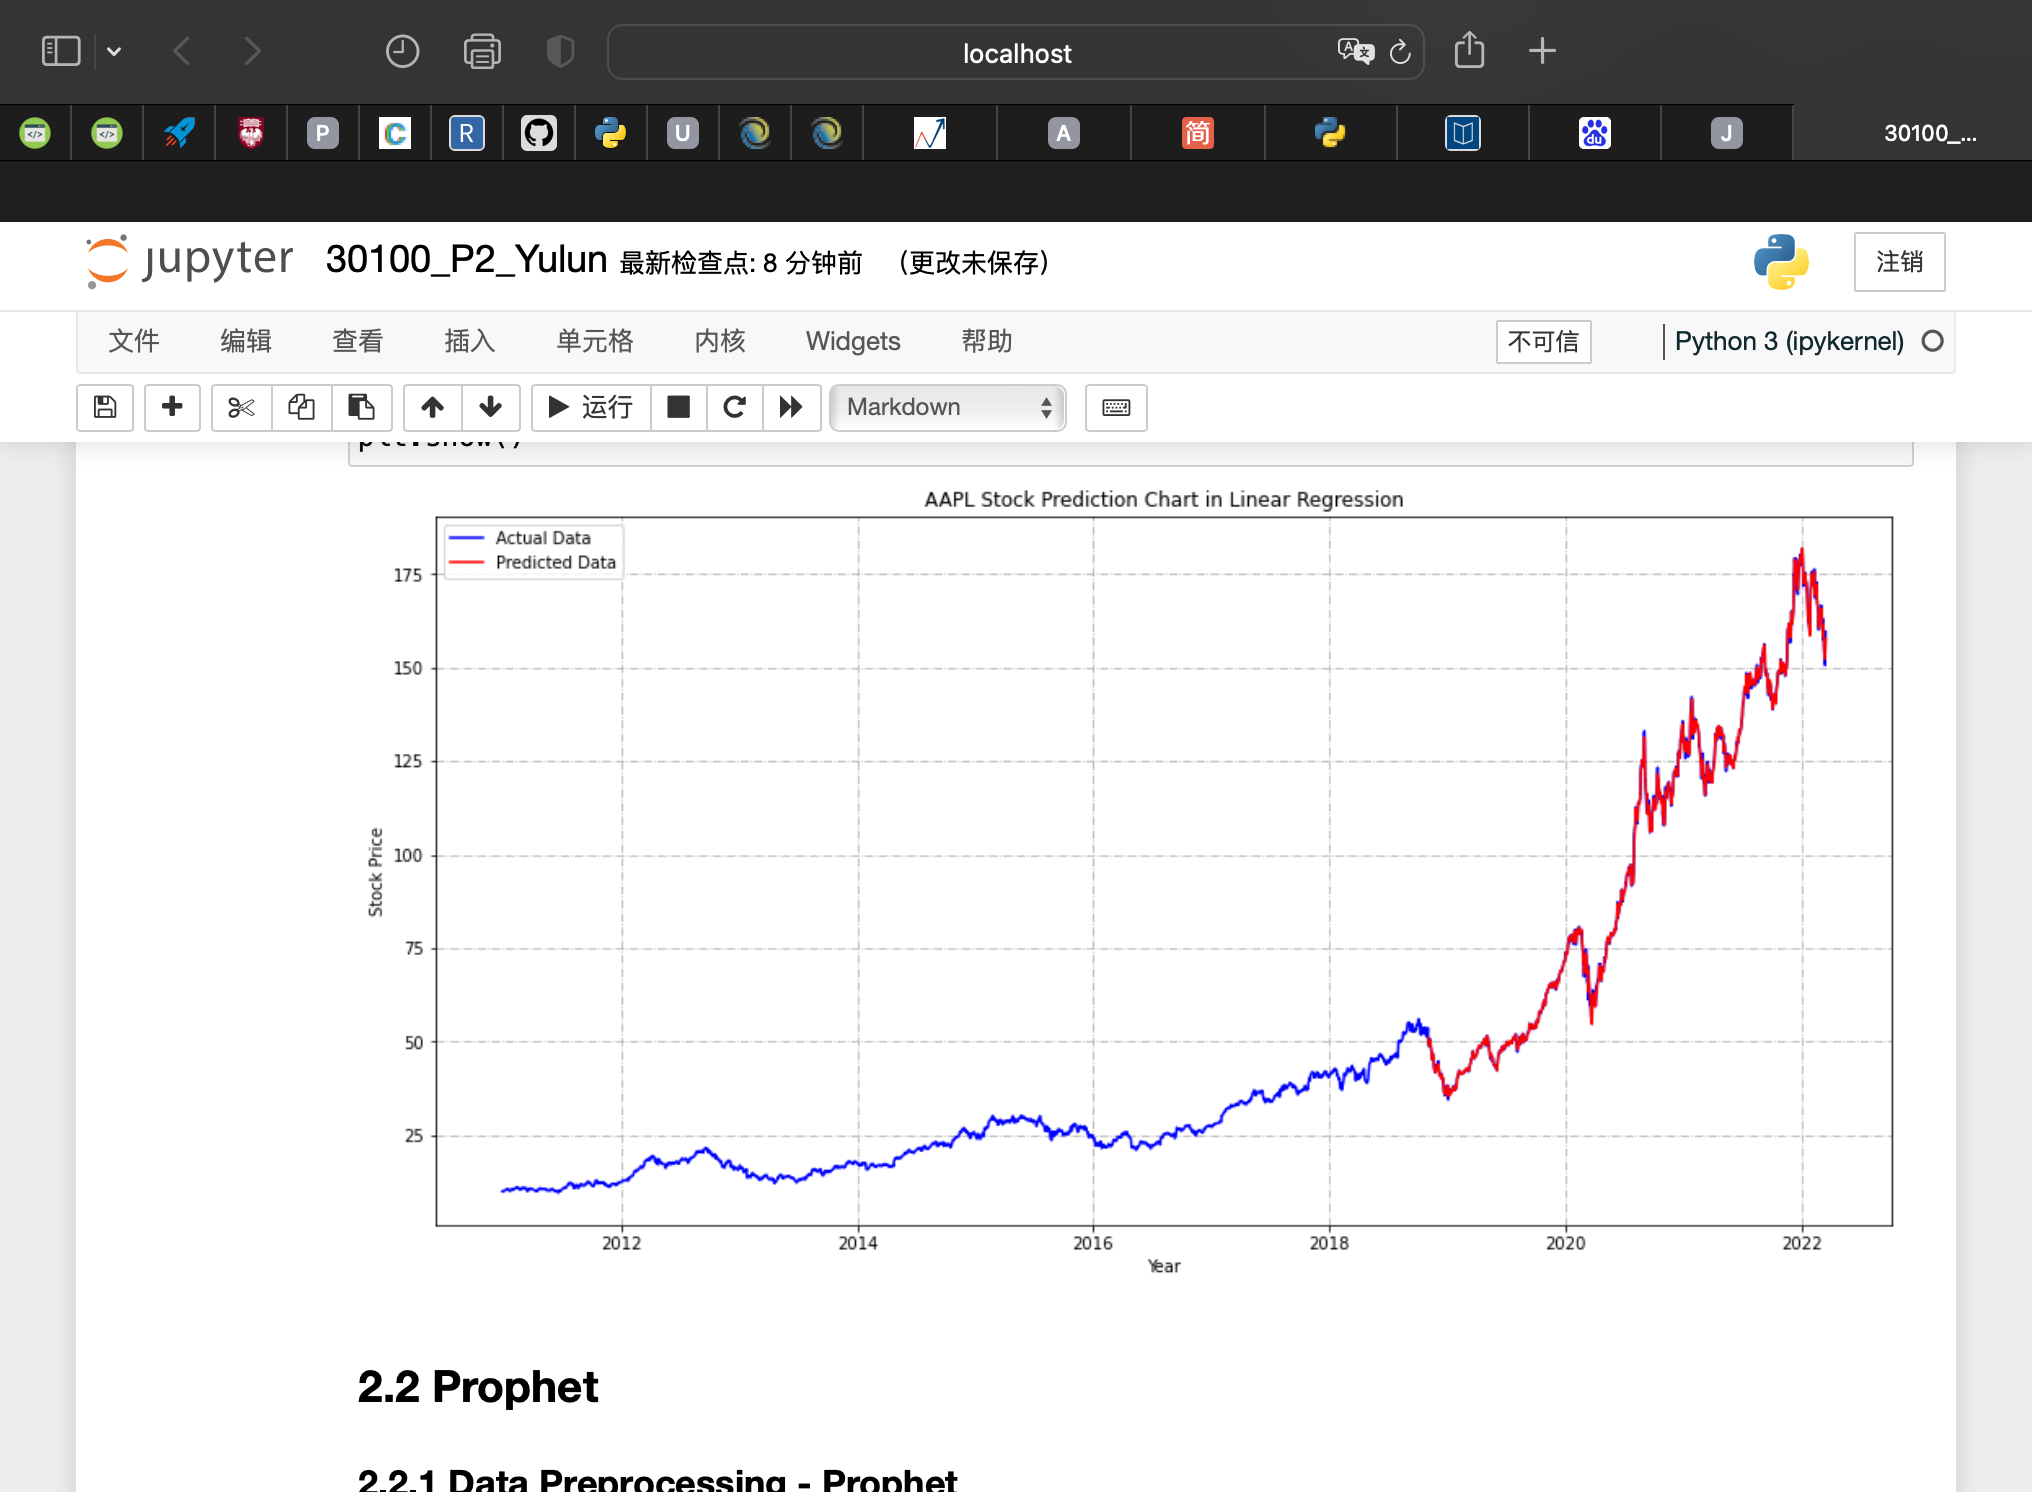 localhost
P
C
R
U
A
简
du
J
30100_...
jupyter 30100_P2_Yulun 最新检查点: 8 分钟前 (更改未保存)
注销
文件 编辑 查看 插入 单元格 内核 Widgets 帮助
不可信
Python 3 (ipykernel)
运行
Markdown
plt.show()
AAPL Stock Prediction Chart in Linear Regression
Actual Data
Predicted Data
175
150
125
100
75
50
25
Stock Price
2012 2014 2016 2018 2020 2022
Year
2.2 Prophet
2.2.1 Data Preprocessing - Prophet